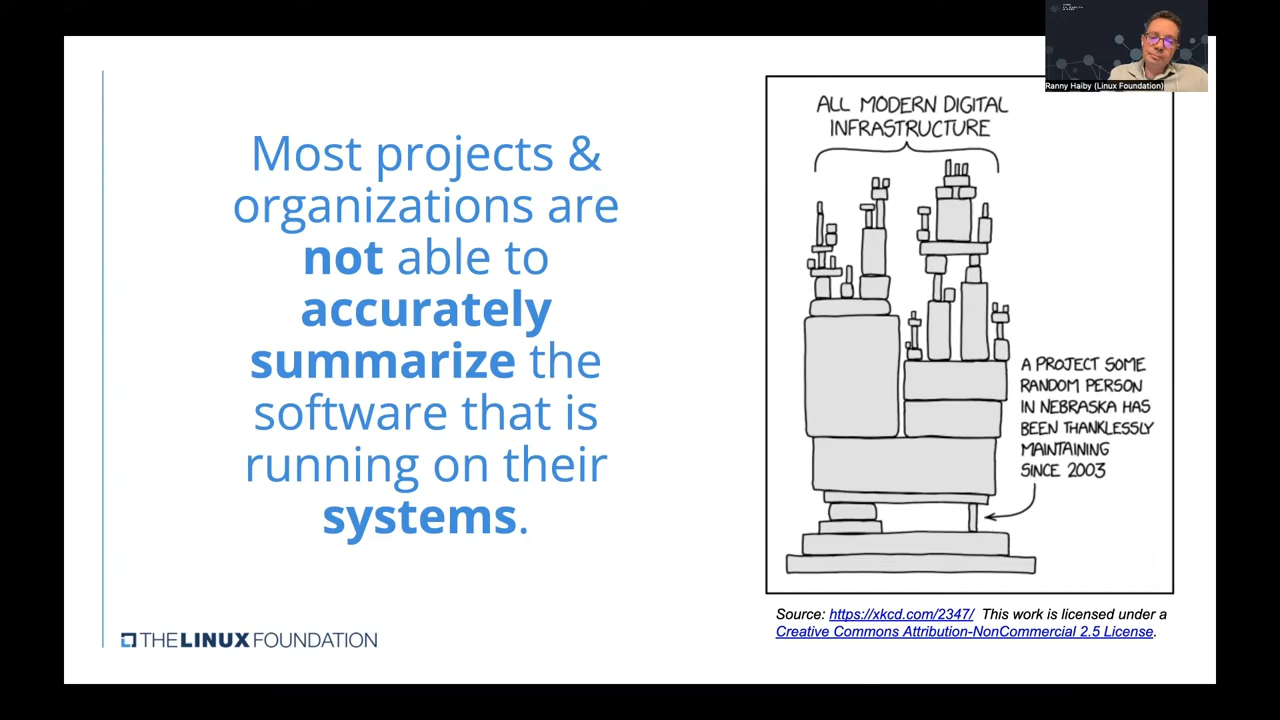 Most projects &
organizations are
not able to
accurately
summarize the
software that is
running on their
systems.
THE LINUX FOUNDATION
ALL MODERN DIGITAL
INFRASTRUCTURE
A PROJECT SOME
RANDOM PERSON
IN NEBRASKA HAS
BEEN THANKLESSLY
MAINTAINING
SINCE 2003
Source: https://xkcd.com/2347/ This work is licensed under a
Creative Commons Attribution-NonCommercial 2.5 License.
Ranny Haiby (Linux Foundation)